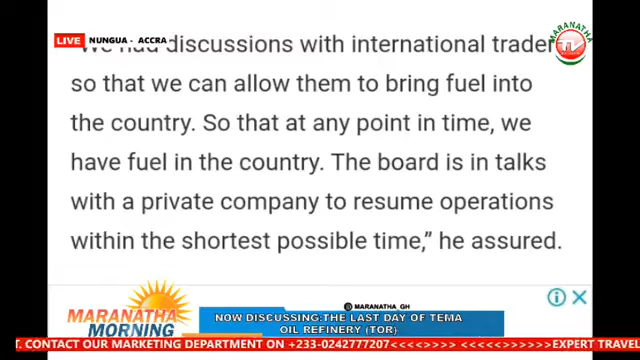 LIVE NUNGUA - ACCRA
"We had discussions with international trader
so that we can allow them to bring fuel into
the country. So that at any point in time, we
have fuel in the country. The board is in talks
with a private company to resume operations
within the shortest possible time,” he assured.
MARANATHA
TV
MARANATHA_GH
MARANATHA
MORNING
NOW DISCUSSING:THE LAST DAY OF TEMA
OIL REFINERY (TOR)
T. CONTACT OUR MARKETING DEPARTMENT ON +233-0242777207<<<>>>> <<<<>>>>EXPERT TRAVEL